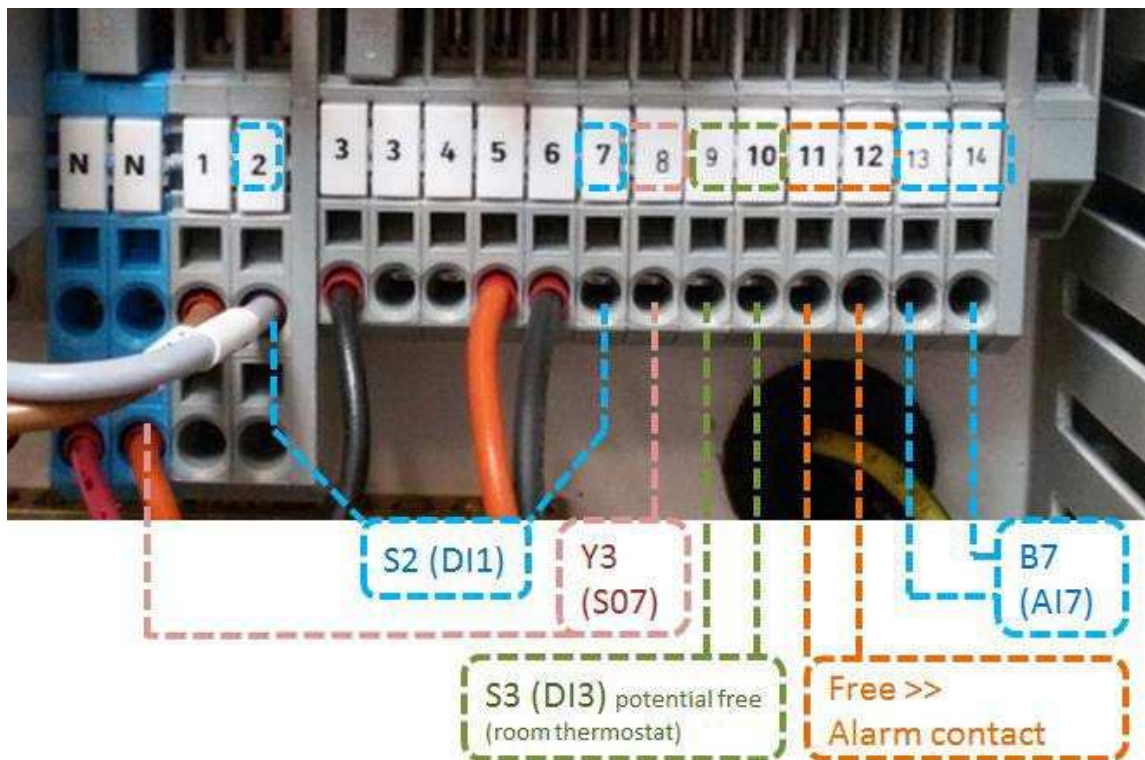 N N 1 2 3 3 4 5 6 7 8 9 10 11 12 13 14
S2 (DI1)
Y3
(S07)
B7
(AI7)
S3 (DI3) potential free
(room thermostat)
Free >>
Alarm contact